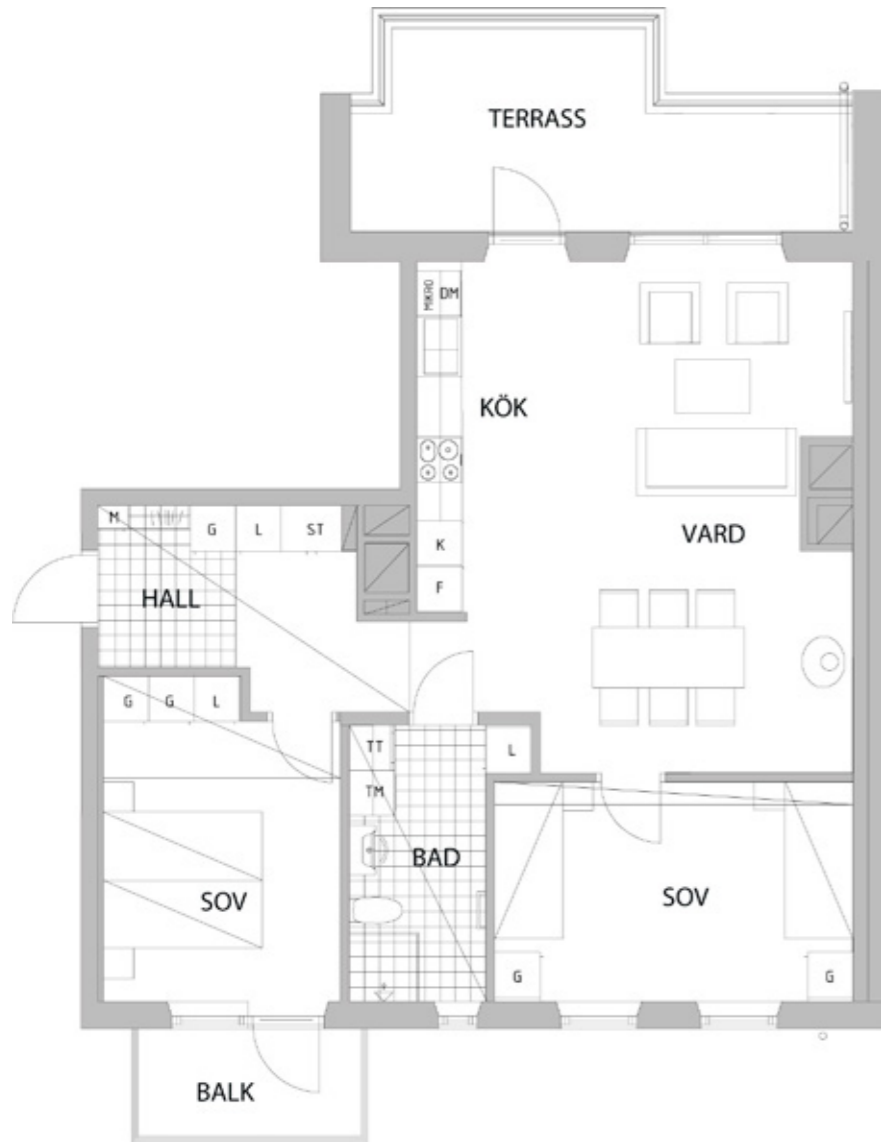 TERRASS
MIKRO DM
KÖK
K
F
VARD
M G L ST
HALL
G G L
TT
TM
L
BAD
SOV
SOV
G G
BALK